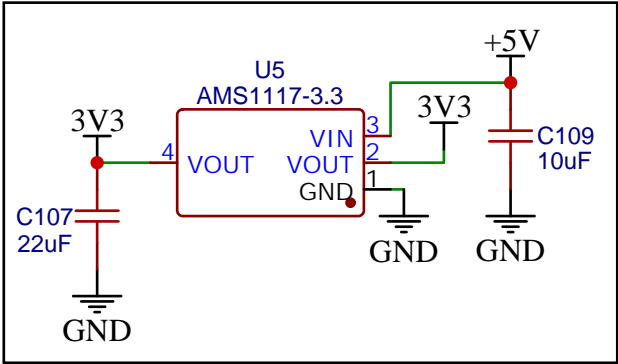 +5V
U5
AMS1117-3.3
3V3
3V3
3
VIN
C109
4
VOUT
VOUT
2
10uF
GND
1
C107
22uF
GND
GND
GND